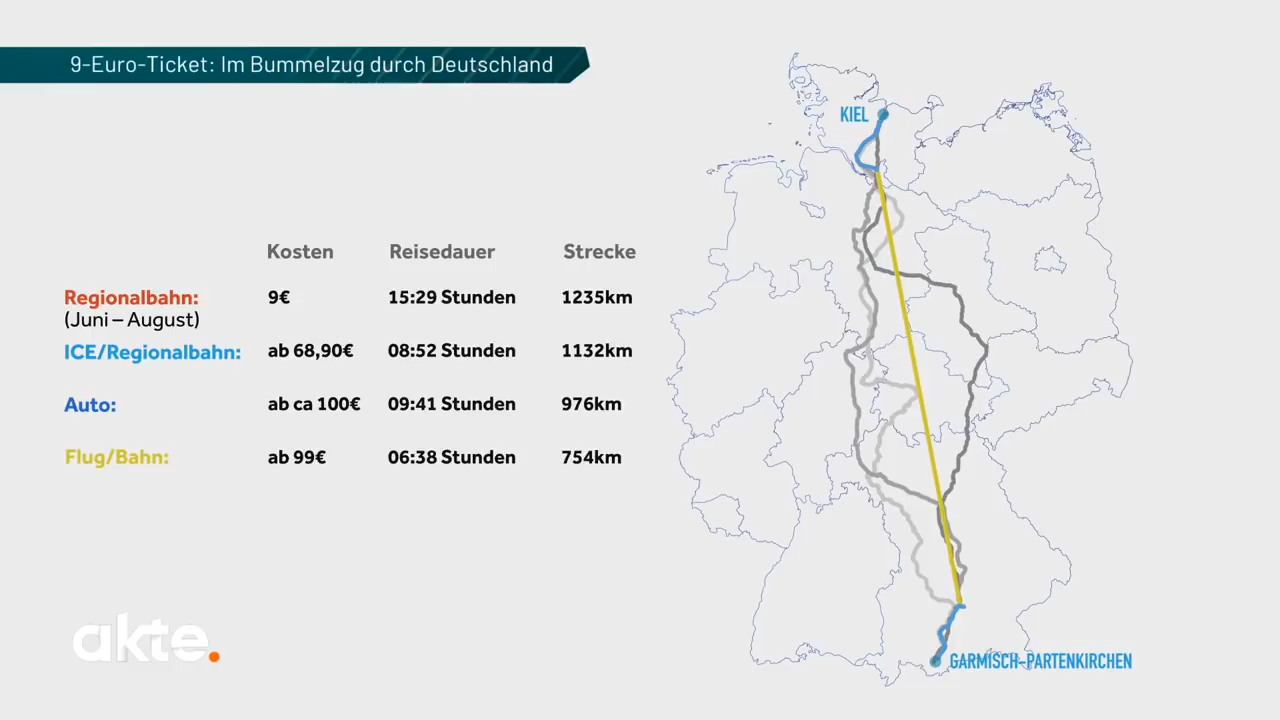 9-Euro-Ticket: Im Bummelzug durch Deutschland
KIEL
Kosten Reisedauer Strecke
Regionalbahn: 9€ 15:29 Stunden 1235km
(Juni – August)
ICE/Regionalbahn: ab 68,90€ 08:52 Stunden 1132km
Auto: ab ca 100€ 09:41 Stunden 976km
Flug/Bahn: ab 99€ 06:38 Stunden 754km
akte.
GARMISCH-PARTENKIRCHEN